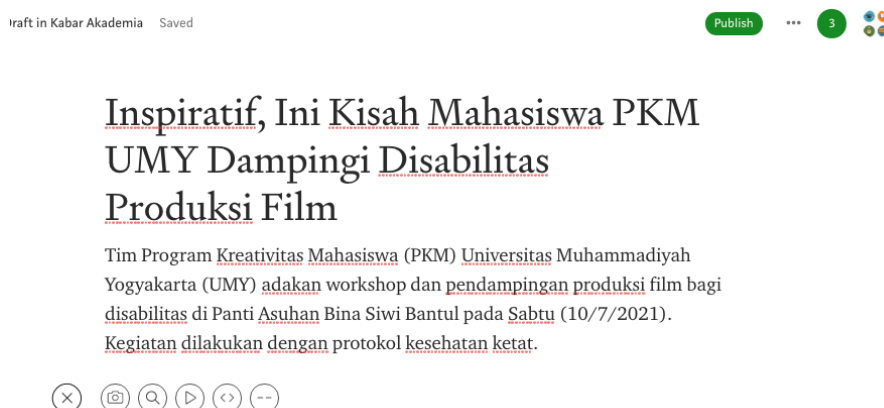 Draft in Kabar Akademia Saved
Publish
3
Inspiratif, Ini Kisah Mahasiswa PKM
UMY Dampingi Disabilitas
Produksi Film
Tim Program Kreativitas Mahasiswa (PKM) Universitas Muhammadiyah
Yogyakarta (UMY) adakan workshop dan pendampingan produksi film bagi
disabilitas di Panti Asuhan Bina Siwi Bantul pada Sabtu (10/7/2021).
Kegiatan dilakukan dengan protokol kesehatan ketat.